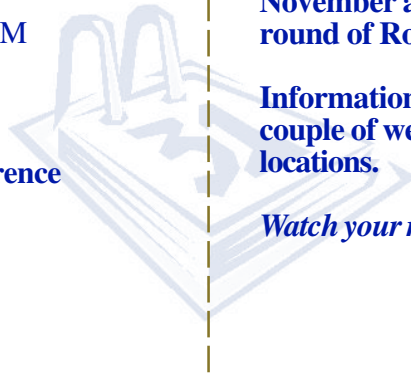 M
rence
November a
round of Ro
Information
couple of we
locations.
Watch your